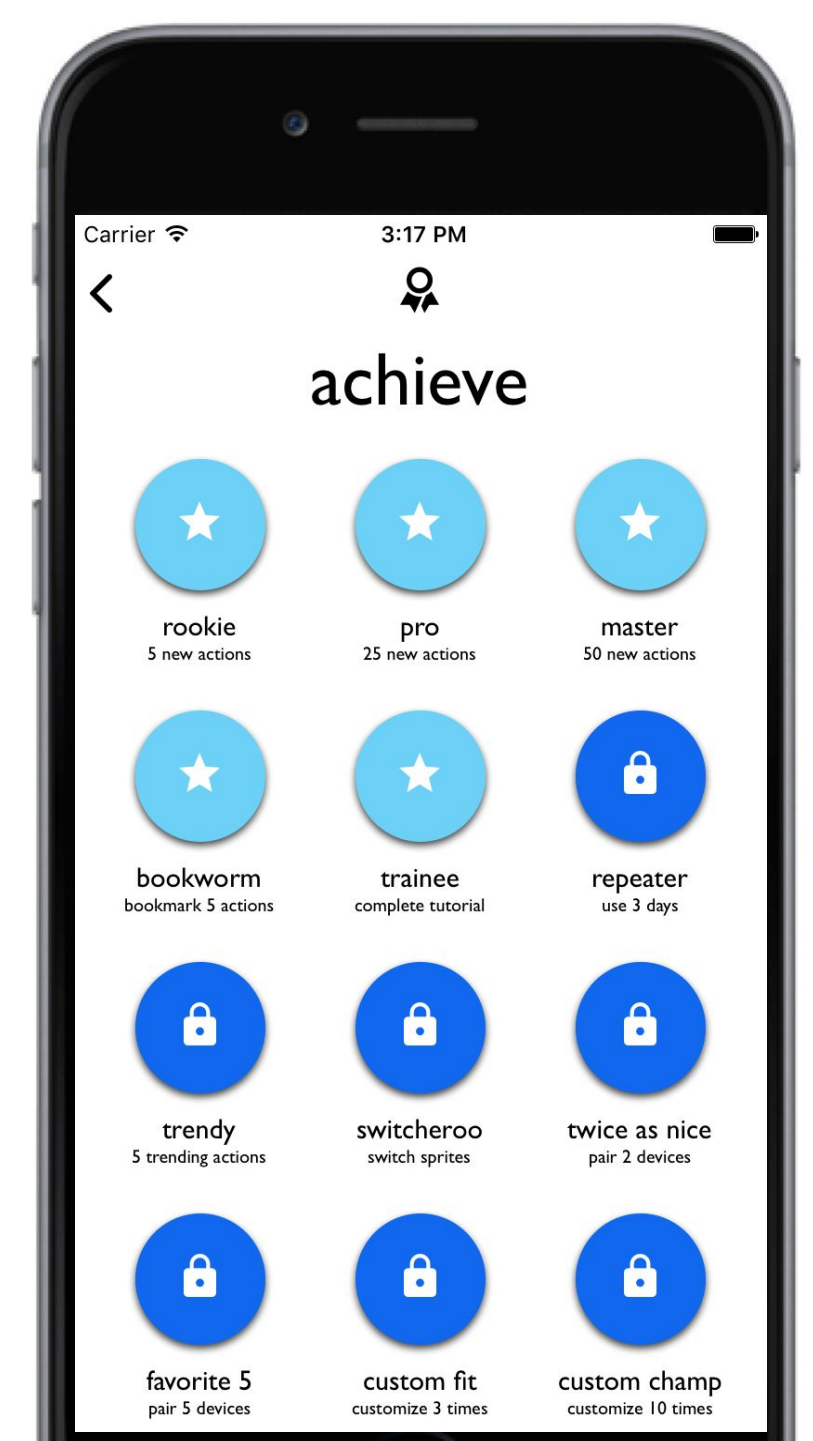 Carrier 3:17 PM
achieve
rookie pro master
5 new actions 25 new actions 50 new actions
bookworm trainee repeater
bookmark 5 actions complete tutorial use 3 days
trendy switcheroo twice as nice
5 trending actions switch sprites pair 2 devices
favorite 5 custom fit custom champ
pair 5 devices customize 3 times customize 10 times